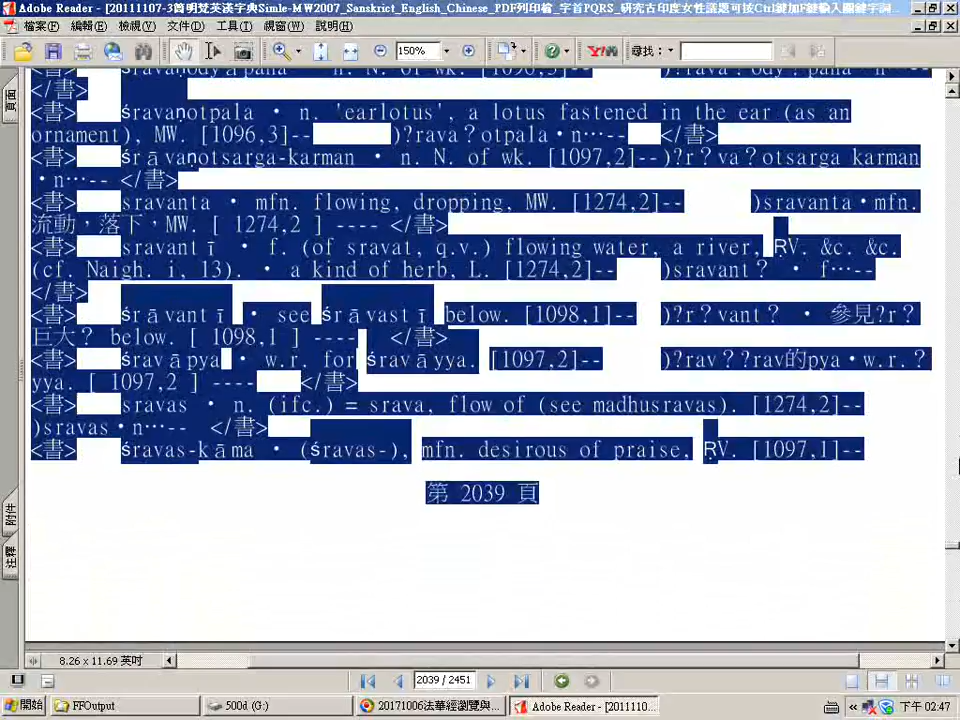 Adobe Reader - [20111107-3簡明梵英漢字典Simle-MW2007_Sanskrict_English_Chinese_PDF列印檔_字首PQRS_研究古印度女性議題可按Ctrl鍵加F鍵輸入關鍵字詞
檔案(F) 編輯(E) 檢視(V) 文件(D) 工具(T) 視窗(W) 說明(H)
150% 尋找:
頁面
</書>
<書> śravaṇotpala • n. 'earlotus', a lotus fastened in the ear (as an
ornament), MW. [1096,3]-- )?rava？otpala•n…-- </書>
<書> śrāvaṇotsarga-karman • n. N. of wk. [1097,2]--)?r？va?otsarga karman
•n…-- </書>
<書> sravanta • mfn. flowing, dropping, MW. [1274,2]-- )sravanta•mfn.
流動，落下，MW. [ 1274,2 ] ---- </書>
<書> sravantī • f. (of sravat, q.v.) flowing water, a river, ṚV. &c. &c.
(cf. Naigh. i, 13). • a kind of herb, L. [1274,2]-- )sravant？ • f…--
</書>
<書> śrāvantī • see śrāvastī below. [1098,1]-- )?r？vant？ • 參見?r？
巨大？ below. [ 1098,1 ] ---- </書>
<書> śravāpya • w.r. for śravāyya. [1097,2]-- )?rav？?rav的pya•w.r.？
yya. [ 1097,2 ] ---- </書>
<書> sravas • n. (ifc.) = srava, flow of (see madhusravas). [1274,2]--
)sravas•n…-- </書>
<書> śravas-kāma • (śravas-), mfn. desirous of praise, ṚV. [1097,1]--
第 2039 頁
附件
注釋
8.26 x 11.69 英吋
2039 / 2451
開始 FFOutput 500d (G:) 20171006法華經瀏覽與... Adobe Reader - [2011110... 下午 02:47